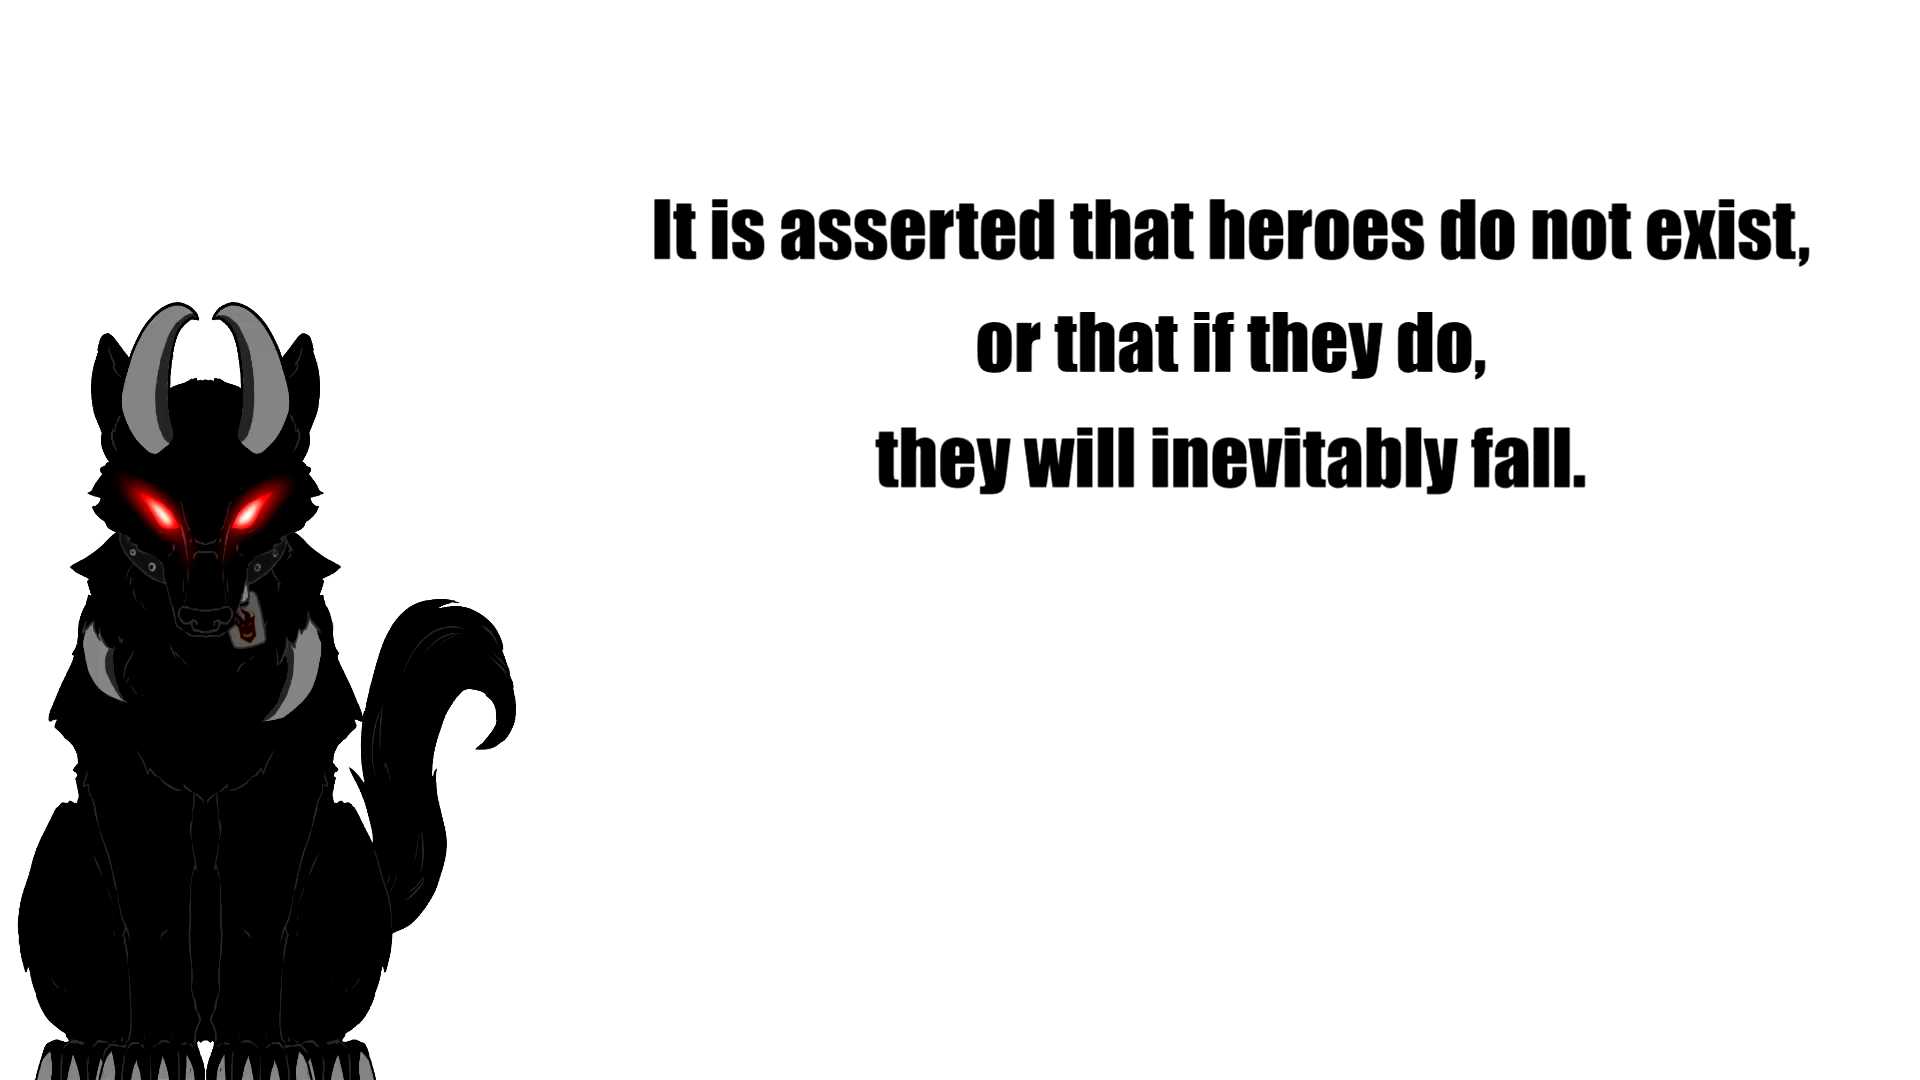 It is asserted that heroes do not exist,
or that if they do,
they will inevitably fall.